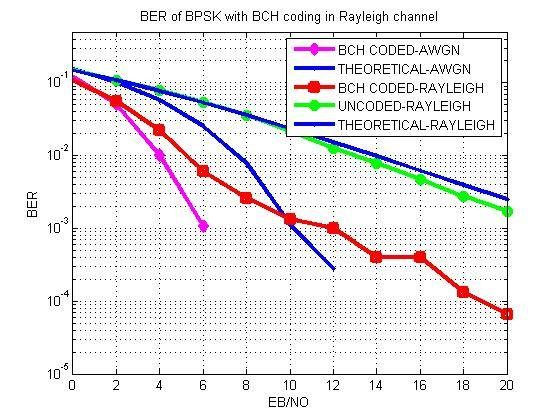 BER of BPSK with BCH coding in Rayleigh channel
BCH CODED-AWGN
THEORETICAL-AWGN
BCH CODED-RAYLEIGH
UNCODED-RAYLEIGH
THEORETICAL-RAYLEIGH
10^-1
10^-2
10^-3
10^-4
10^-5
BER
0 2 4 6 8 10 12 14 16 18 20
EB/NO